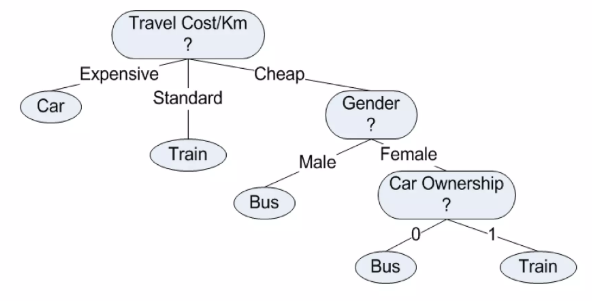 Travel Cost/Km
?
Expensive
Cheap
Car
Standard
Gender
?
Train
Male
Female
Bus
Car Ownership
?
0
1
Bus
Train